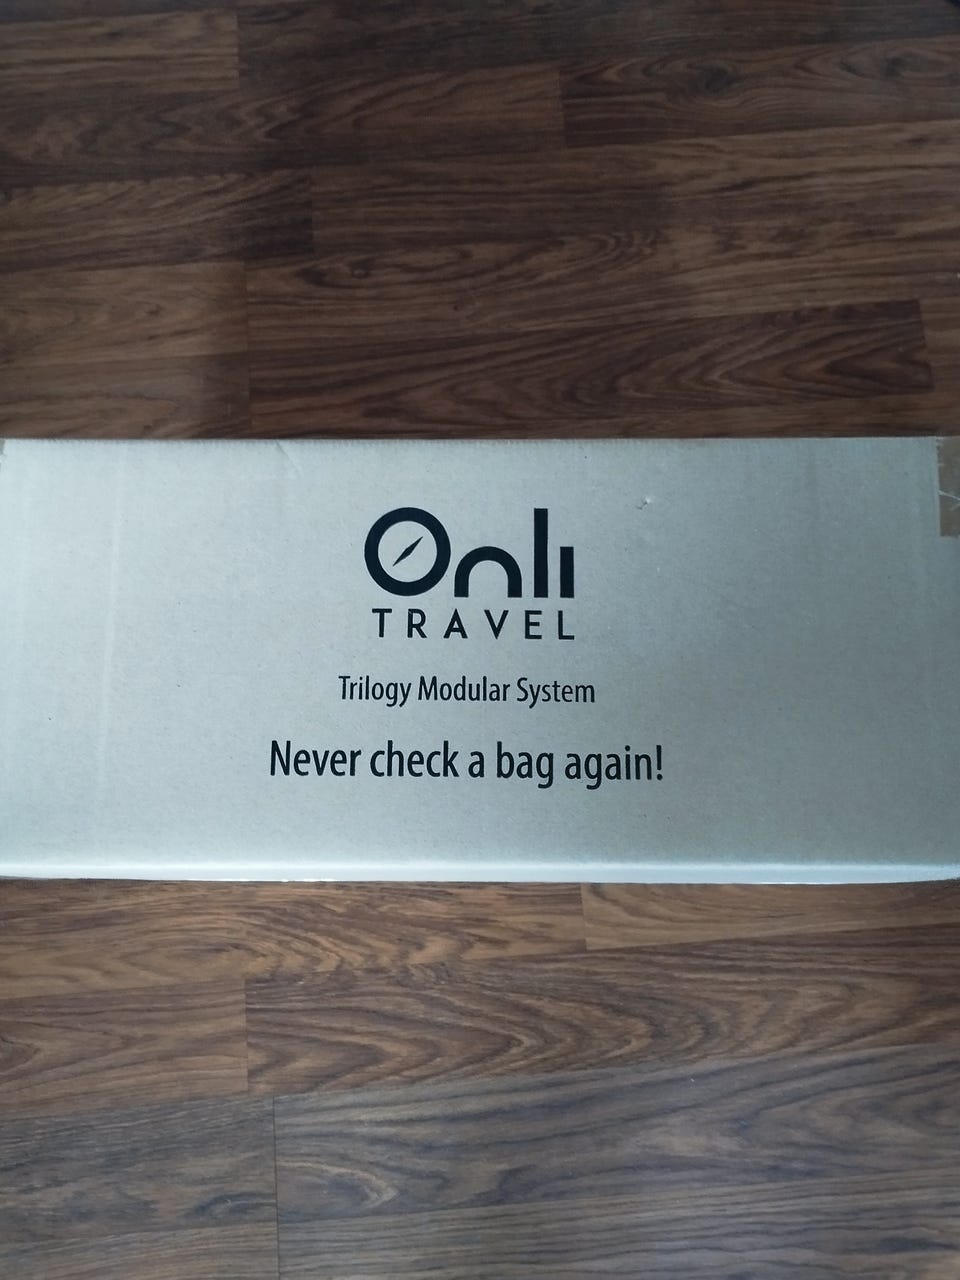 Onli
TRAVEL
Trilogy Modular System
Never check a bag again!